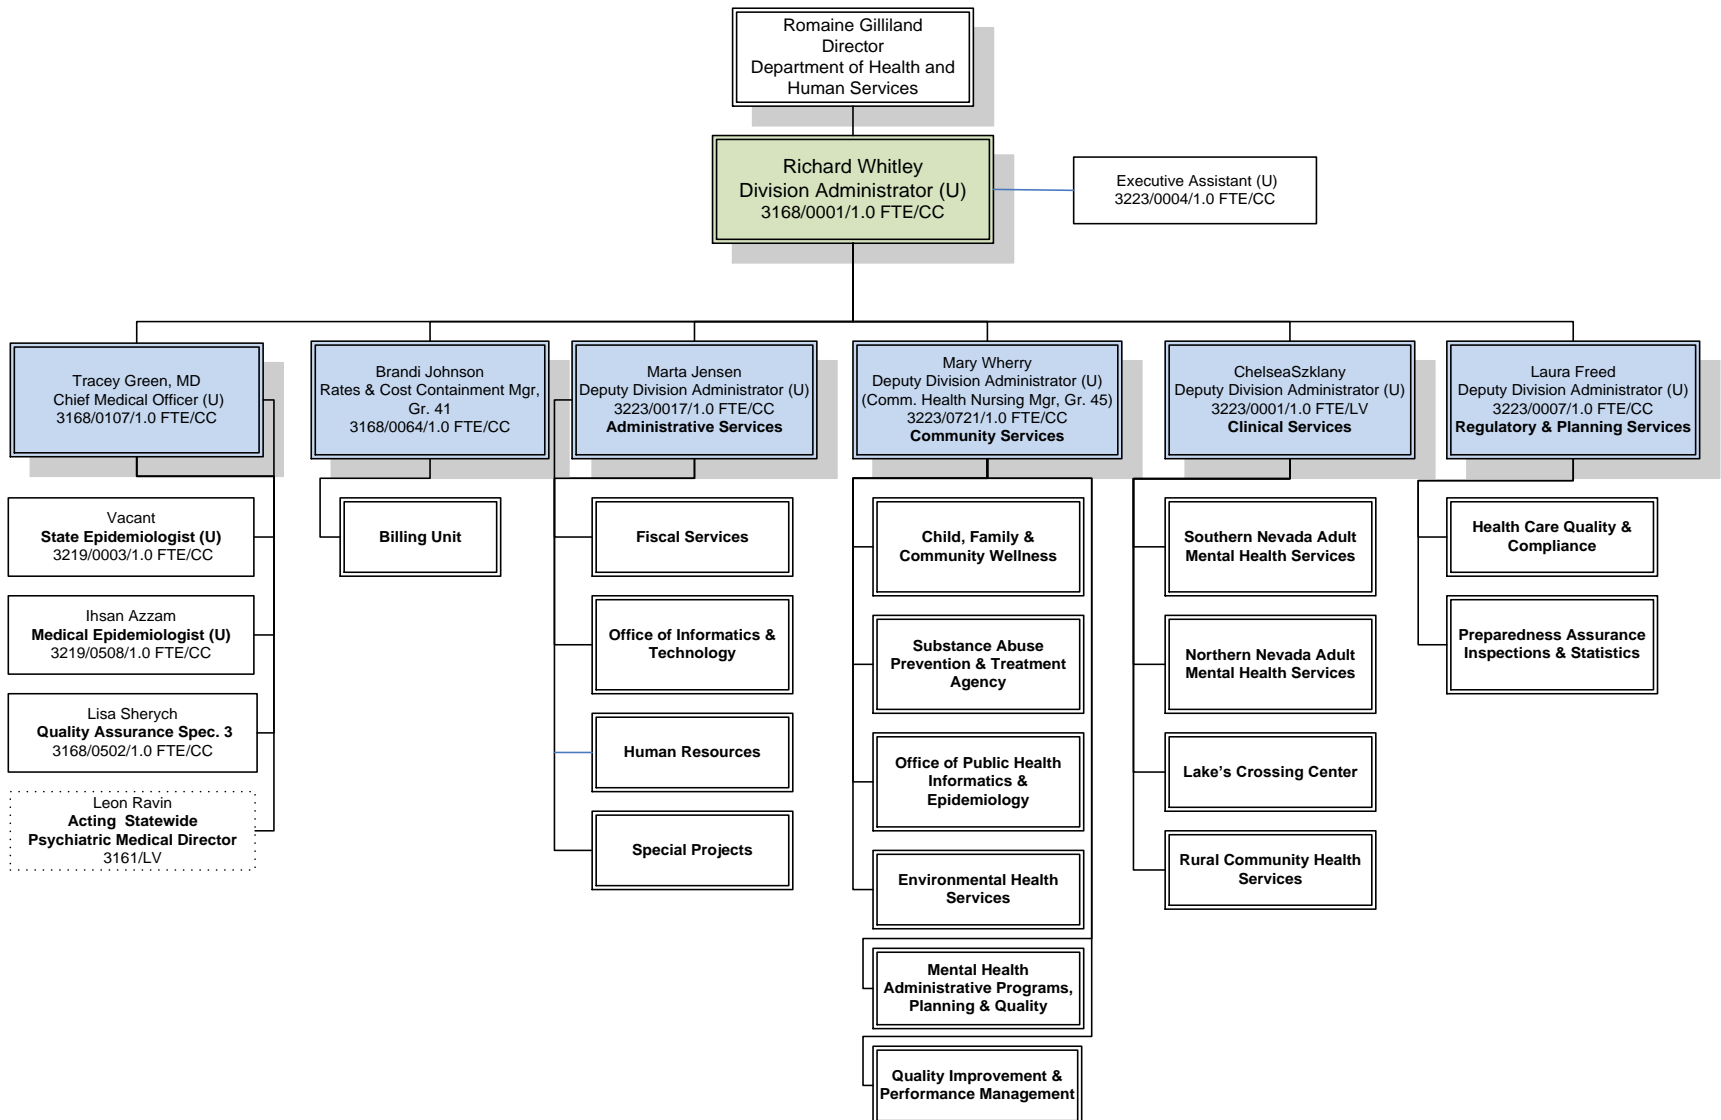 Romaine Gilliland
Director
Department of Health and
Human Services
Richard Whitley
Division Administrator (U)
3168/0001/1.0 FTE/CC
Executive Assistant (U)
3223/0004/1.0 FTE/CC
Tracey Green, MD
Chief Medical Officer (U)
3168/0107/1.0 FTE/CC
Vacant
State Epidemiologist (U)
3219/0003/1.0 FTE/CC
Ihsan Azzam
Medical Epidemiologist (U)
3219/0508/1.0 FTE/CC
Lisa Sherych
Quality Assurance Spec. 3
3168/0502/1.0 FTE/CC
Leon Ravin
Acting Statewide
Psychiatric Medical Director
3161/LV
Brandi Johnson
Rates & Cost Containment Mgr,
Gr. 41
3168/0064/1.0 FTE/CC
Billing Unit
Marta Jensen
Deputy Division Administrator (U)
3223/0017/1.0 FTE/CC
Administrative Services
Fiscal Services
Office of Informatics &
Technology
Human Resources
Special Projects
Mary Wherry
Deputy Division Administrator (U)
(Comm. Health Nursing Mgr, Gr. 45)
3223/0721/1.0 FTE/CC
Community Services
Child, Family &
Community Wellness
Substance Abuse
Prevention & Treatment
Agency
Office of Public Health
Informatics &
Epidemiology
Environmental Health
Services
Mental Health
Administrative Programs,
Planning & Quality
Quality Improvement &
Performance Management
ChelseaSzklany
Deputy Division Administrator (U)
3223/0001/1.0 FTE/LV
Clinical Services
Southern Nevada Adult
Mental Health Services
Northern Nevada Adult
Mental Health Services
Lake's Crossing Center
Rural Community Health
Services
Laura Freed
Deputy Division Administrator (U)
3223/0007/1.0 FTE/CC
Regulatory & Planning Services
Health Care Quality &
Compliance
Preparedness Assurance
Inspections & Statistics